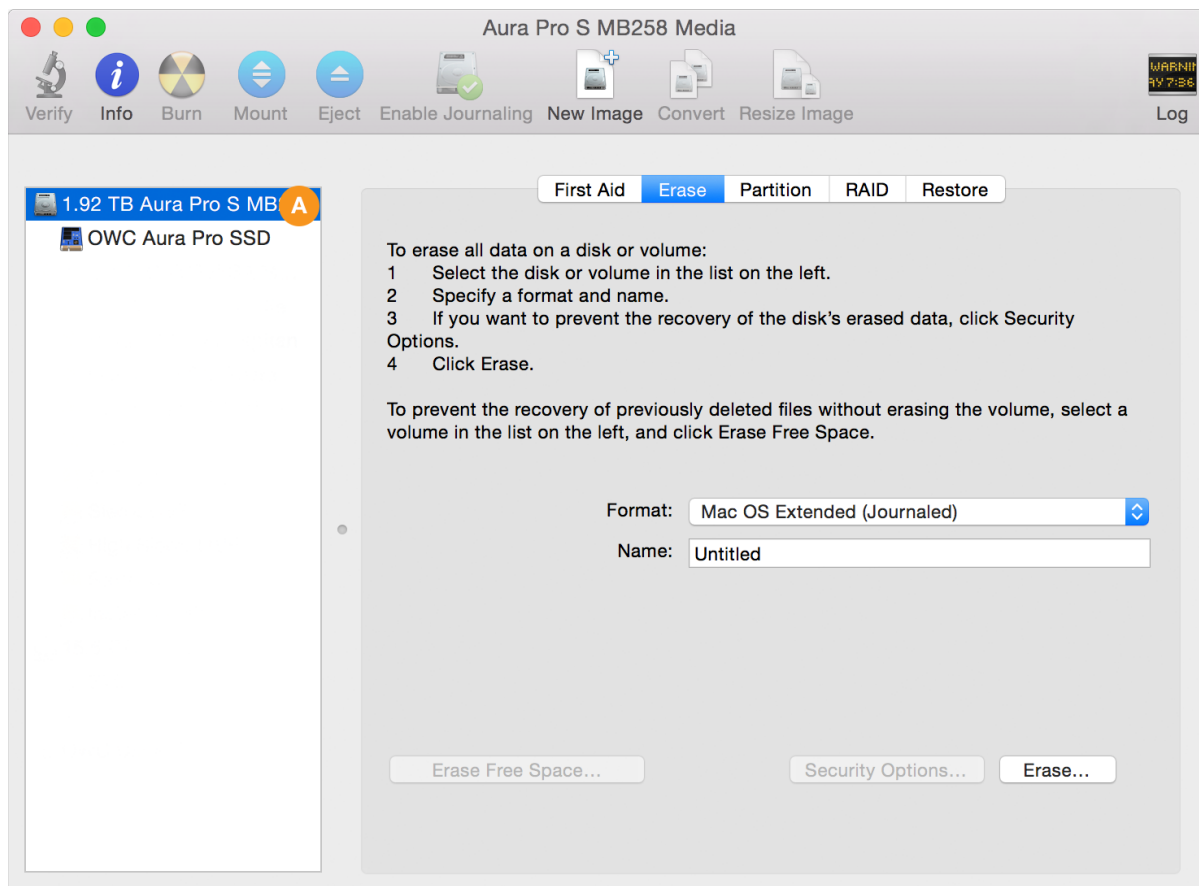 Aura Pro S MB258 Media
Verify Info Burn Mount Eject Enable Journaling New Image Convert Resize Image Log
1.92 TB Aura Pro S MB A
OWC Aura Pro SSD
First Aid Erase Partition RAID Restore
To erase all data on a disk or volume:
1 Select the disk or volume in the list on the left.
2 Specify a format and name.
3 If you want to prevent the recovery of the disk’s erased data, click Security
Options.
4 Click Erase.
To prevent the recovery of previously deleted files without erasing the volume, select a
volume in the list on the left, and click Erase Free Space.
Format: Mac OS Extended (Journaled)
Name: Untitled
Erase Free Space... Security Options... Erase...